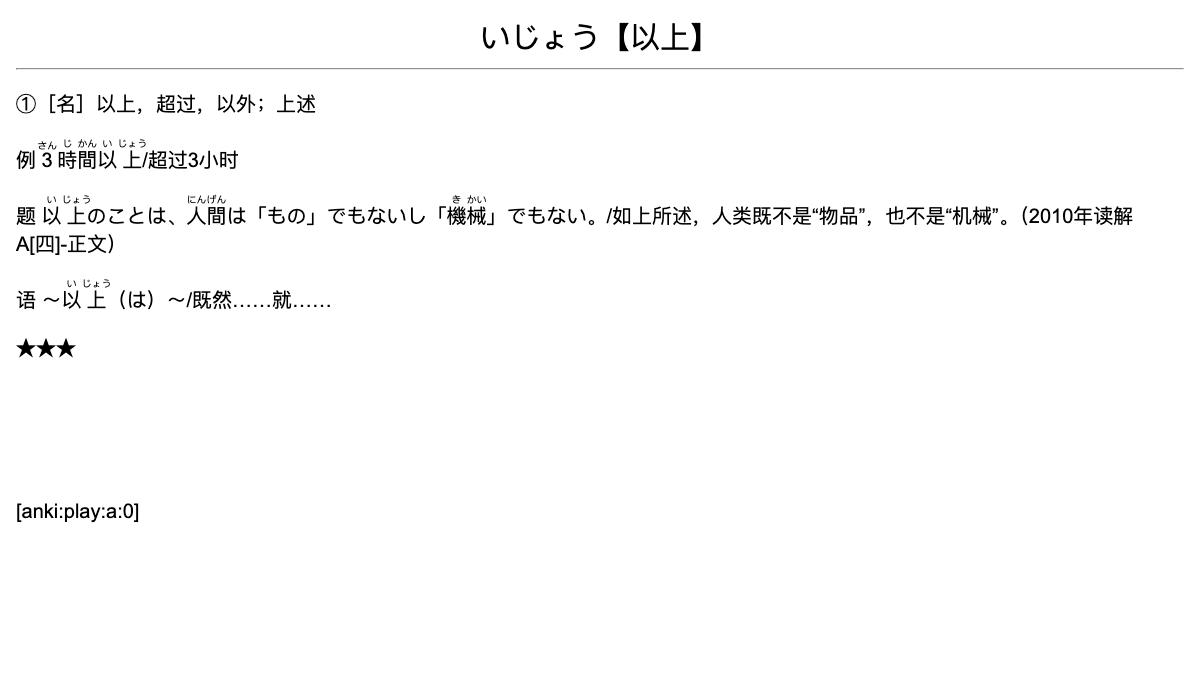 いじょう【以上】
①［名］以上，超过，以外；上述
さん じ かん い じょう
例 3 時間以 上/超过3小时
い じょう にんげん き かい
题 以 上のことは、人間は「もの」でもないし「機械」でもない。/如上所述，人类既不是“物品”，也不是“机械”。（2010年读解
A[四]-正文）
い じょう
语 〜以 上（は）〜/既然……就……
★★★
[anki:play:a:0]